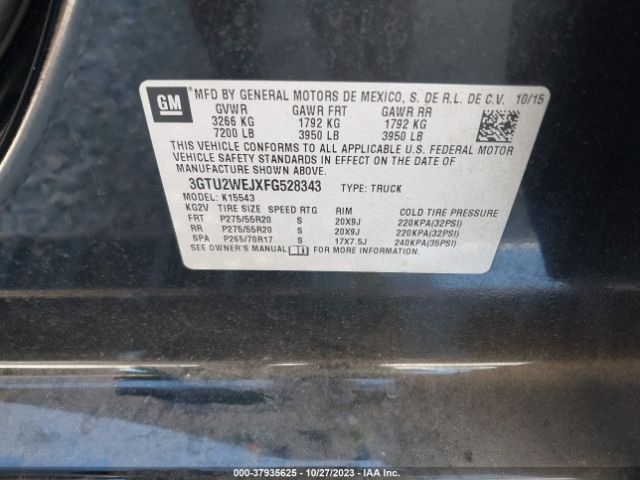 GM
MFD BY GENERAL MOTORS DE MEXICO, S. DE R.L. DE C.V. 10/15
GVWR GAWR FRT GAWR RR
3266 KG 1792 KG 1792 KG
7200 LB 3950 LB 3950 LB
THIS VEHICLE CONFORMS TO ALL APPLICABLE U.S. FEDERAL MOTOR
VEHICLE SAFETY STANDARDS IN EFFECT ON THE DATE OF
MANUFACTURE SHOWN ABOVE.
3GTU2WEJXFG528343 TYPE: TRUCK
MODEL: K15543
KG2V TIRE SIZE SPEED RTG RIM COLD TIRE PRESSURE
FRT P275/55R20 S 20X9J 220KPA(32PSI)
RR P275/55R20 S 20X9J 220KPA(32PSI)
SPA P265/70R17 S 17X7.5J 240KPA(35PSI)
SEE OWNER'S MANUAL FOR MORE INFORMATION.
000-37935625 - 10/27/2023 - IAA Inc.